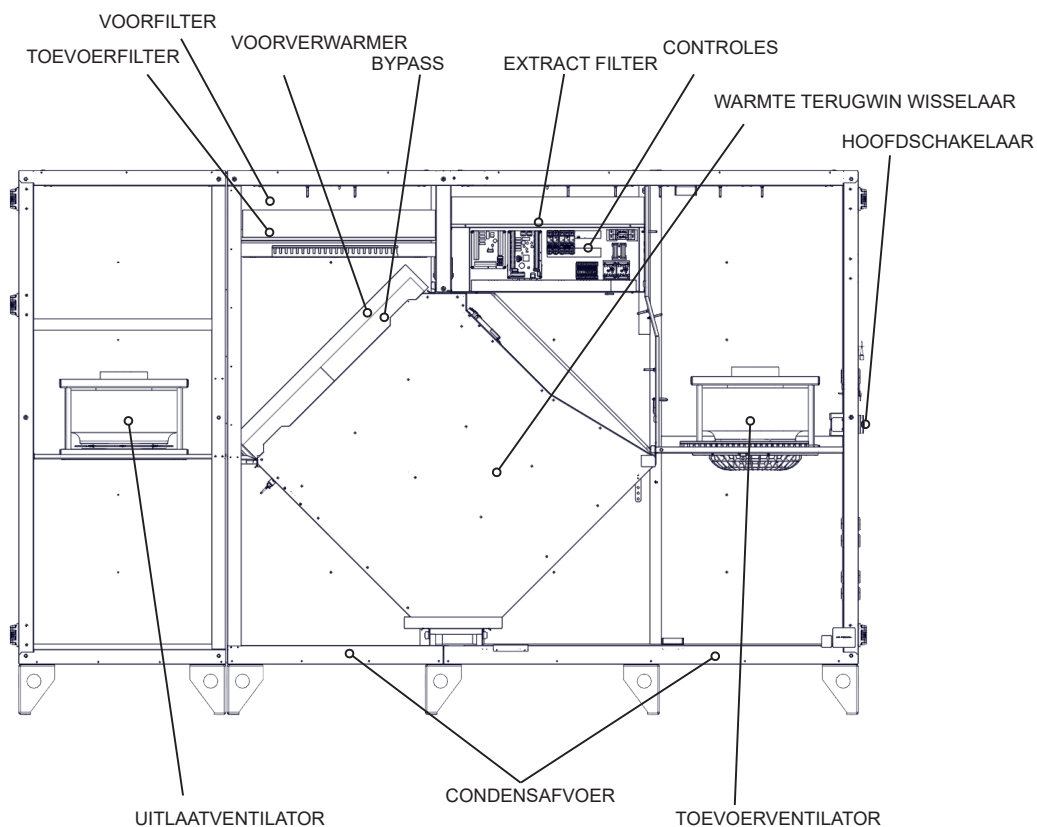 VOORFILTER
TOEVOERFILTER
VOORVERWARMER
BYPASS
EXTRACT FILTER
CONTROLES
WARMTE TERUGWIN WISSELAAR
HOOFDSCHAKELAAR
CONDENSAFVOER
UITLAATVENTILATOR
TOEVOERVENTILATOR